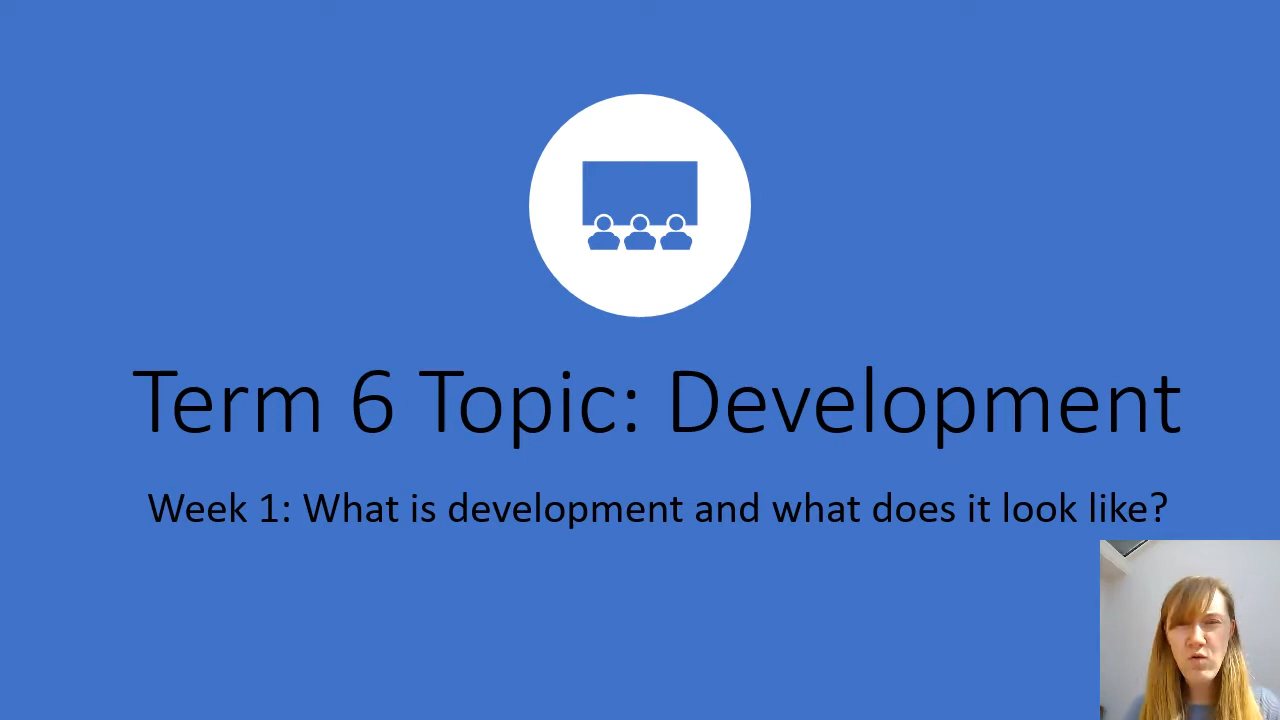 Term 6 Topic: Development
Week 1: What is development and what does it look like?